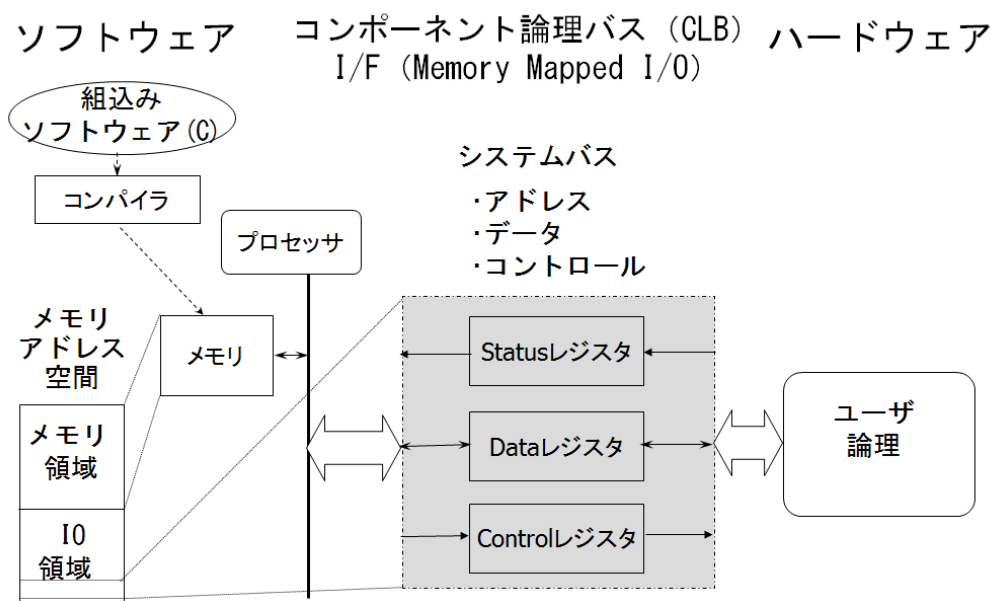 ソフトウェア
コンポーネント論理バス(CLB)
I/F (Memory Mapped I/O)
ハードウェア
組込み
ソフトウェア(C)
コンパイラ
プロセッサ
システムバス
・アドレス
・データ
・コントロール
メモリ
アドレス
空間
メモリ
メモリ
領域
IO
領域
Statusレジスタ
Dataレジスタ
Controlレジスタ
ユーザ
論理